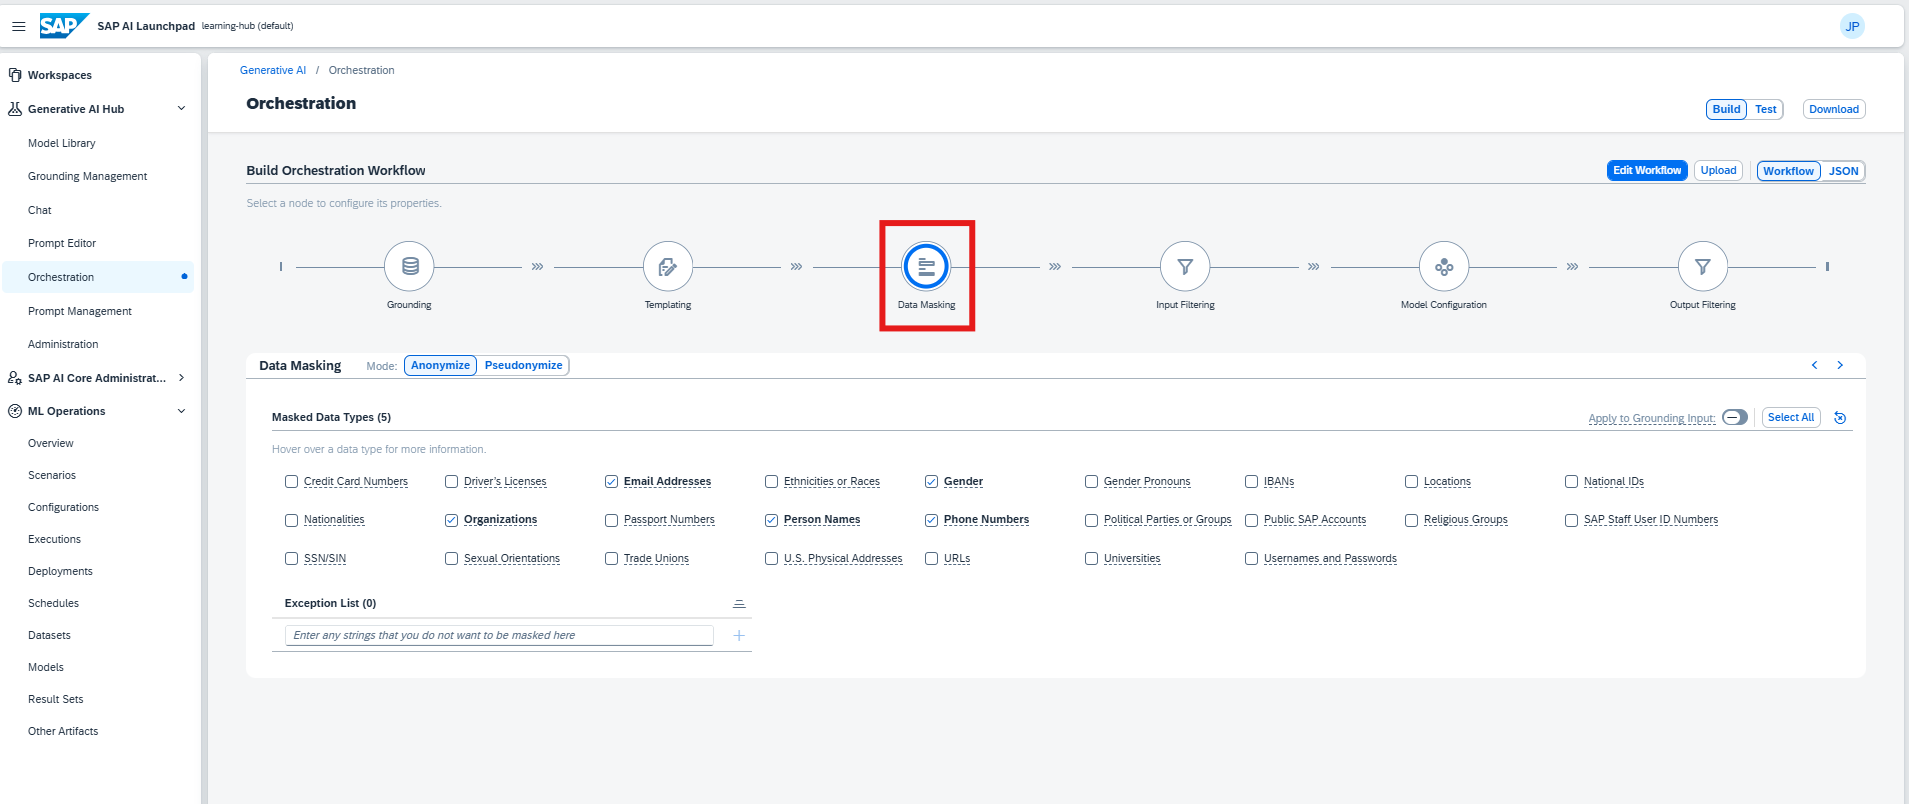 SAP SAP AI Launchpad learning-hub (default) JP
Workspaces
Generative AI Hub
Model Library
Grounding Management
Chat
Prompt Editor
Orchestration
Prompt Management
Administration
SAP AI Core Administrat...
ML Operations
Overview
Scenarios
Configurations
Executions
Deployments
Schedules
Datasets
Models
Result Sets
Other Artifacts
Generative AI / Orchestration
Orchestration
Build Test Download
Build Orchestration Workflow
Edit Workflow Upload Workflow JSON
Select a node to configure its properties.
Grounding Templating Data Masking Input Filtering Model Configuration Output Filtering
Data Masking Mode: Anonymize Pseudonymize
Masked Data Types (5)
Apply to Grounding Input: Select All
Hover over a data type for more information.
Credit Card Numbers Driver's Licenses Email Addresses Ethnicities or Races Gender Gender Pronouns IBANs Locations National IDs
Nationalities Organizations Passport Numbers Person Names Phone Numbers Political Parties or Groups Public SAP Accounts Religious Groups SAP Staff User ID Numbers
SSN/SIN Sexual Orientations Trade Unions U.S. Physical Addresses URLs Universities Usernames and Passwords
Exception List (0)
Enter any strings that you do not want to be masked here